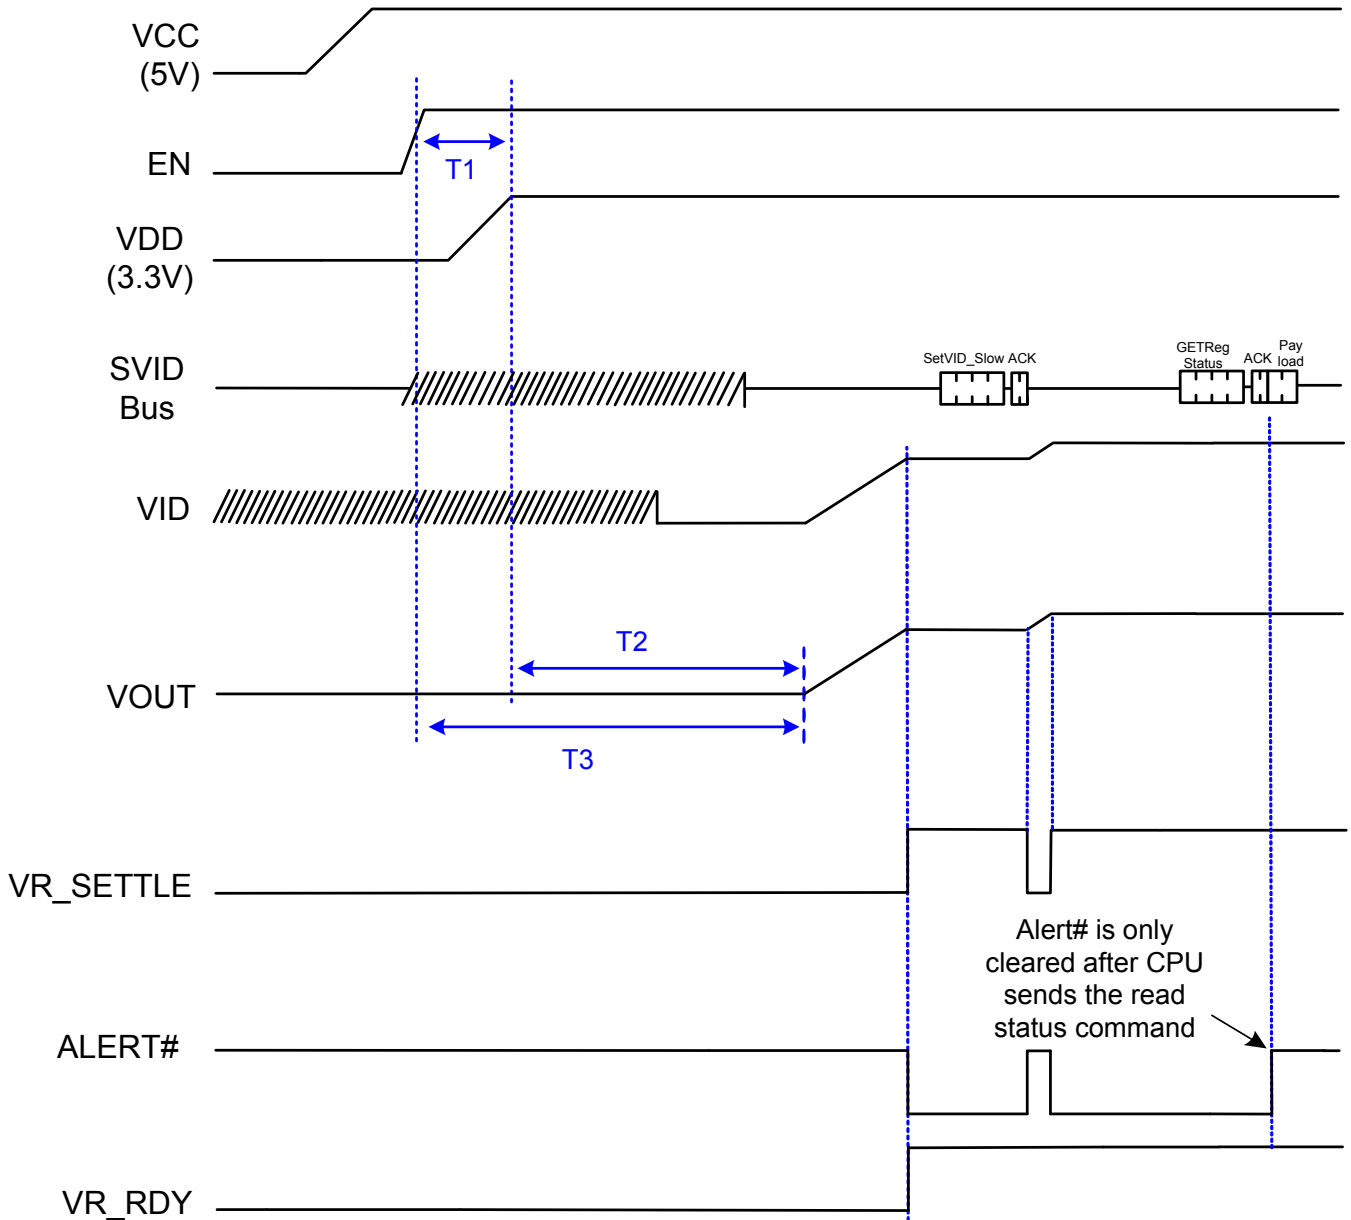 VCC
(5V)
EN
T1
VDD
(3.3V)
SVID
Bus
SetVID_Slow ACK
GETReg
Status
ACK
Pay
load
VID
T2
VOUT
T3
VR_SETTLE
Alert# is only
cleared after CPU
sends the read
status command
ALERT#
VR_RDY